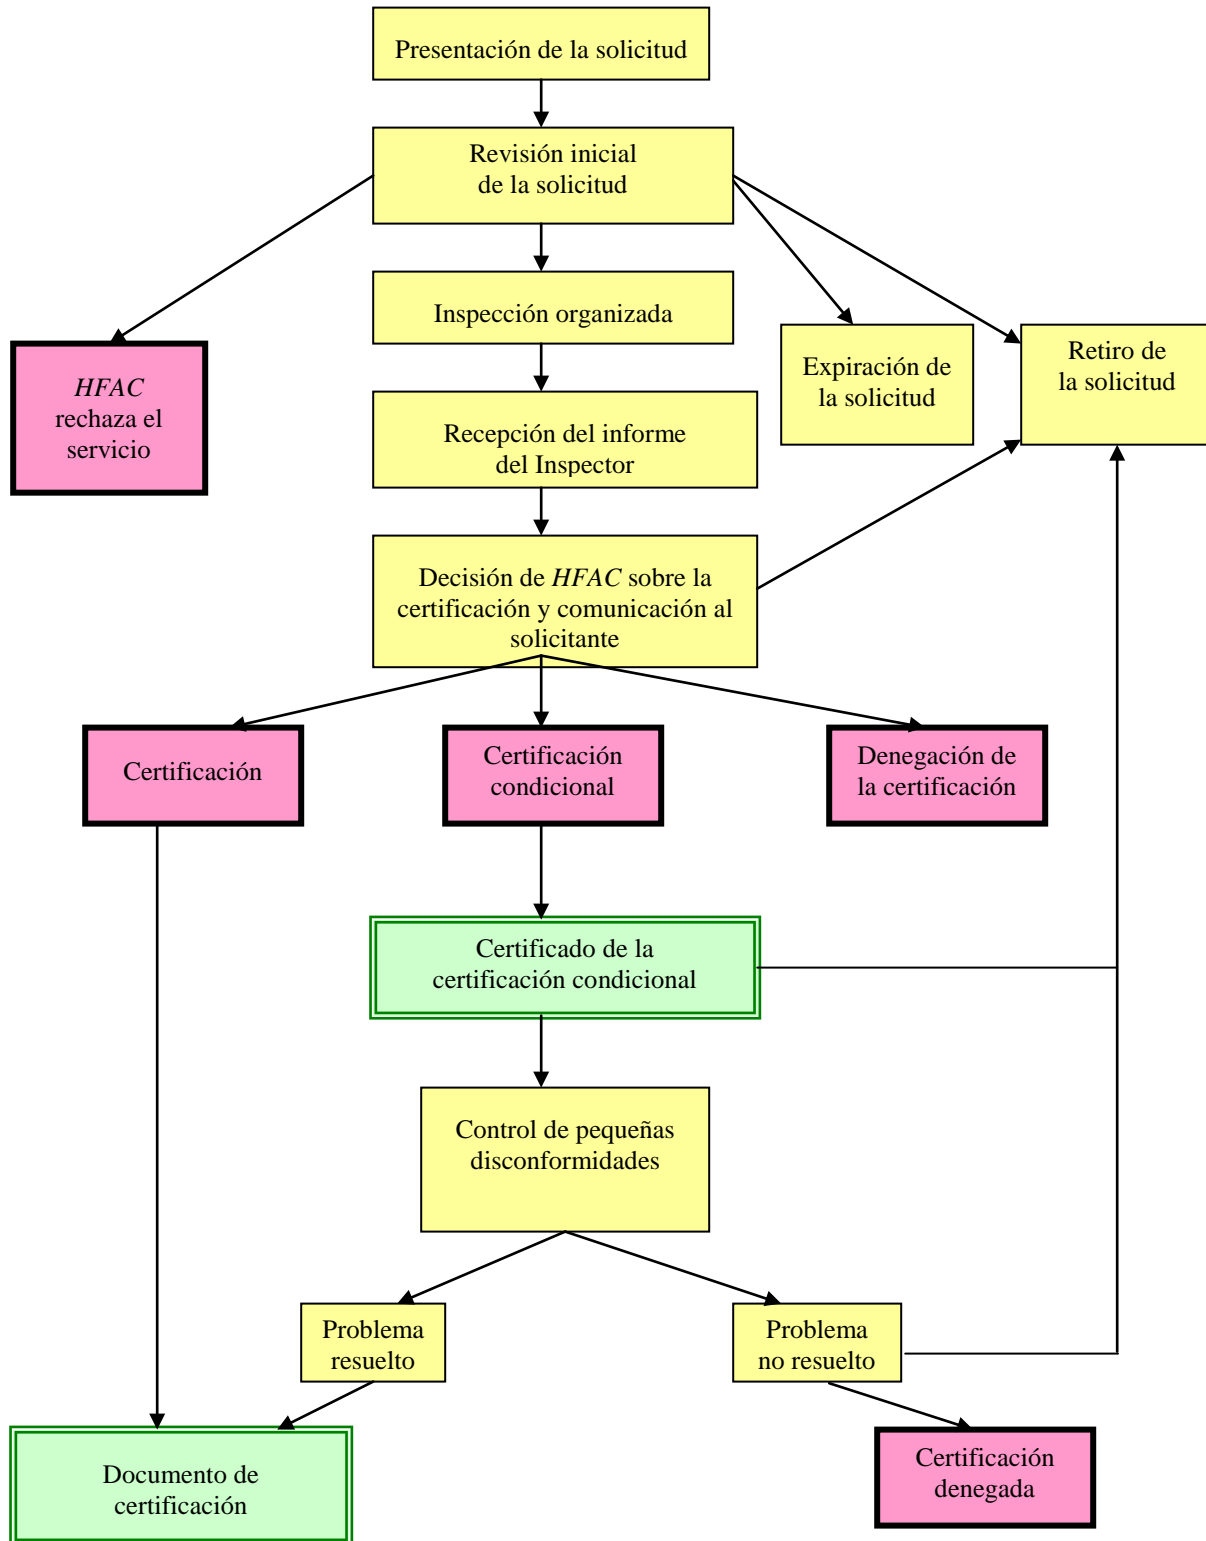 Presentación de la solicitud
Revisión inicial
de la solicitud
Inspección organizada
Expiración de
la solicitud
Retiro de
la solicitud
HFAC
rechaza el
servicio
Recepción del informe
del Inspector
Decisión de HFAC sobre la
certificación y comunicación al
solicitante
Certificación
Certificación
condicional
Denegación de
la certificación
Certificado de la
certificación condicional
Control de pequeñas
disconformidades
Problema
resuelto
Problema
no resuelto
Documento de
certificación
Certificación
denegada